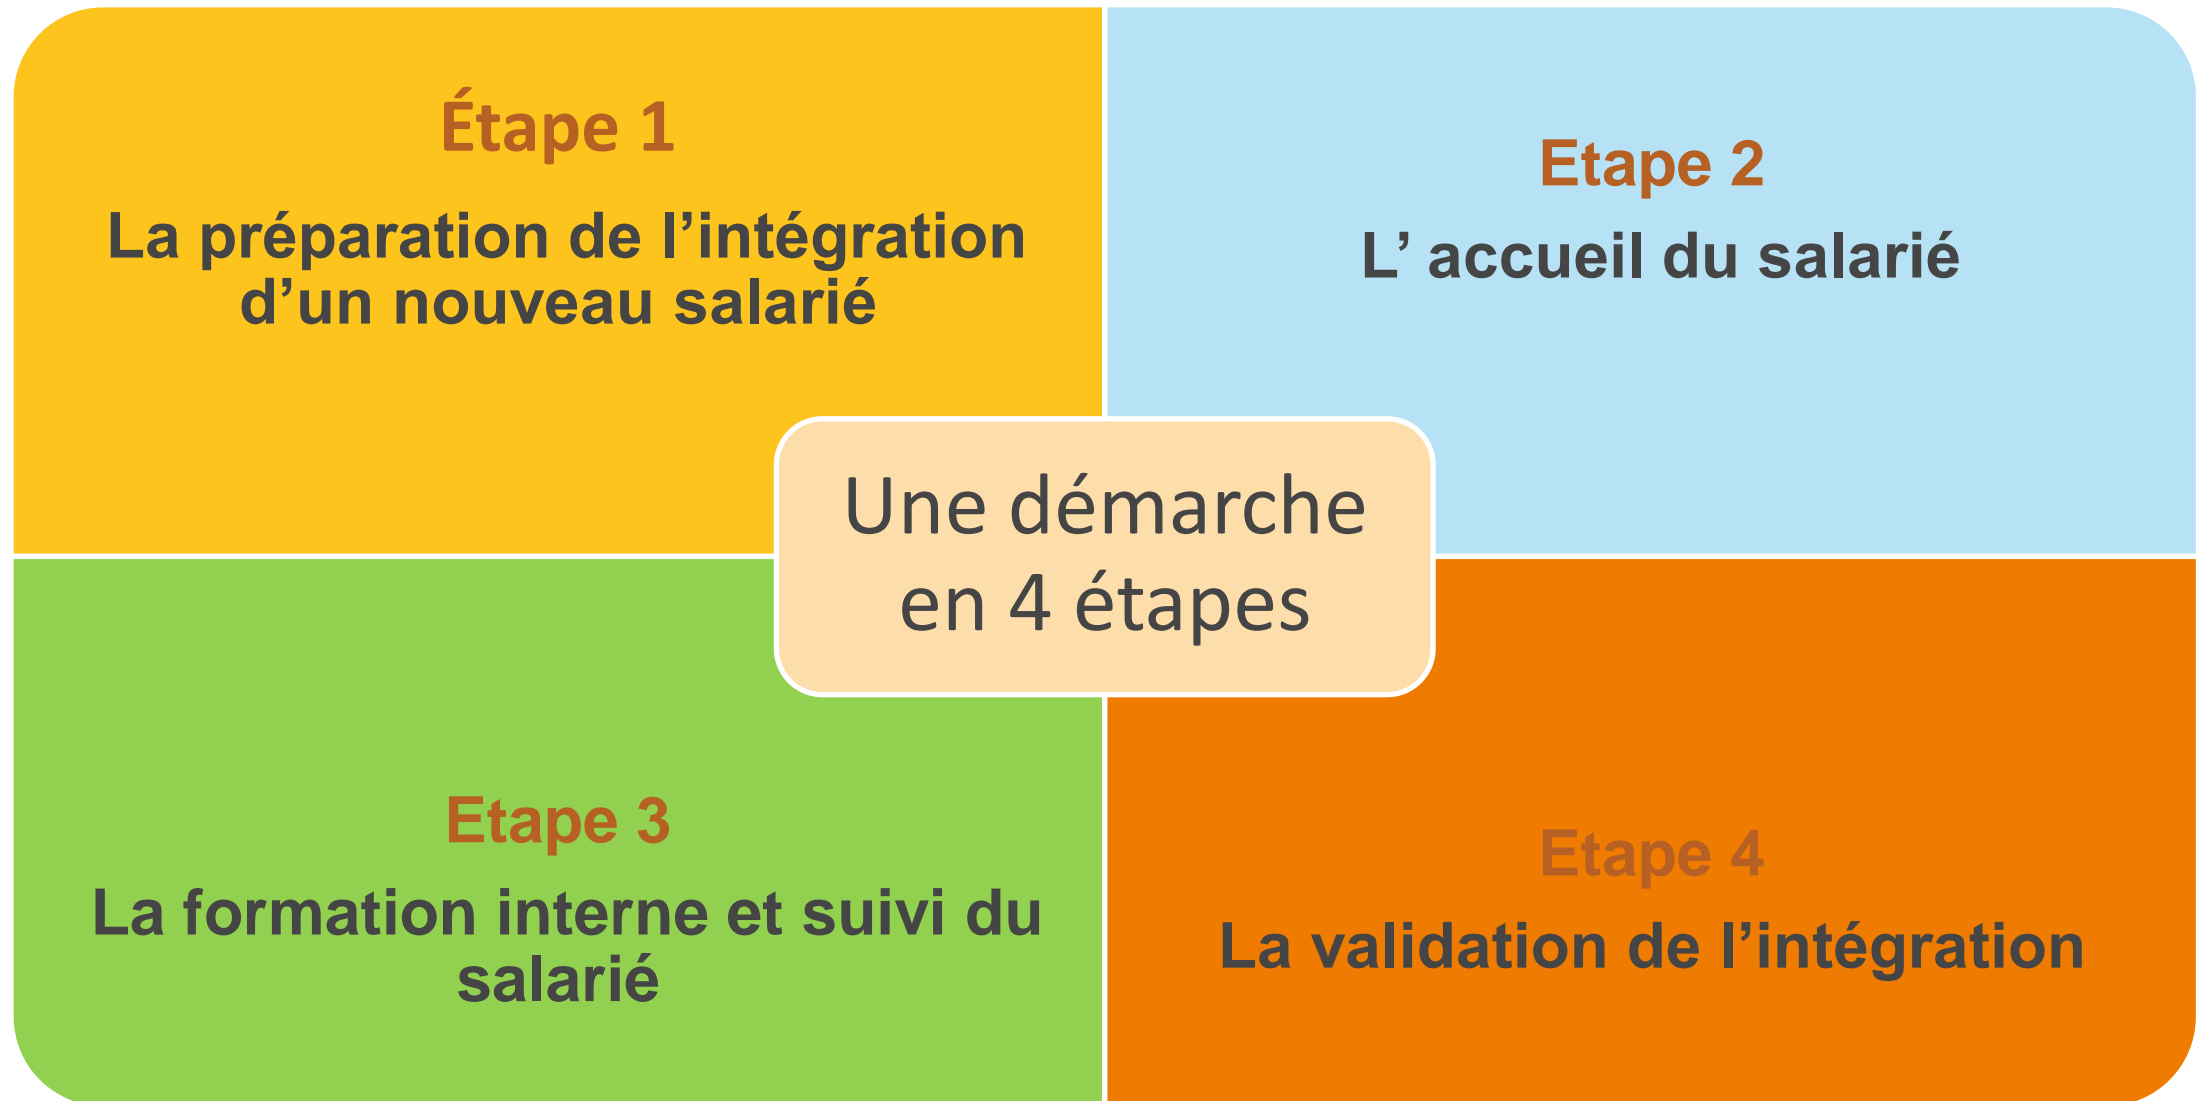 Étape 1
La préparation de l’intégration
d’un nouveau salarié
Etape 2
L’ accueil du salarié
Une démarche
en 4 étapes
Etape 3
La formation interne et suivi du
salarié
Etape 4
La validation de l’intégration